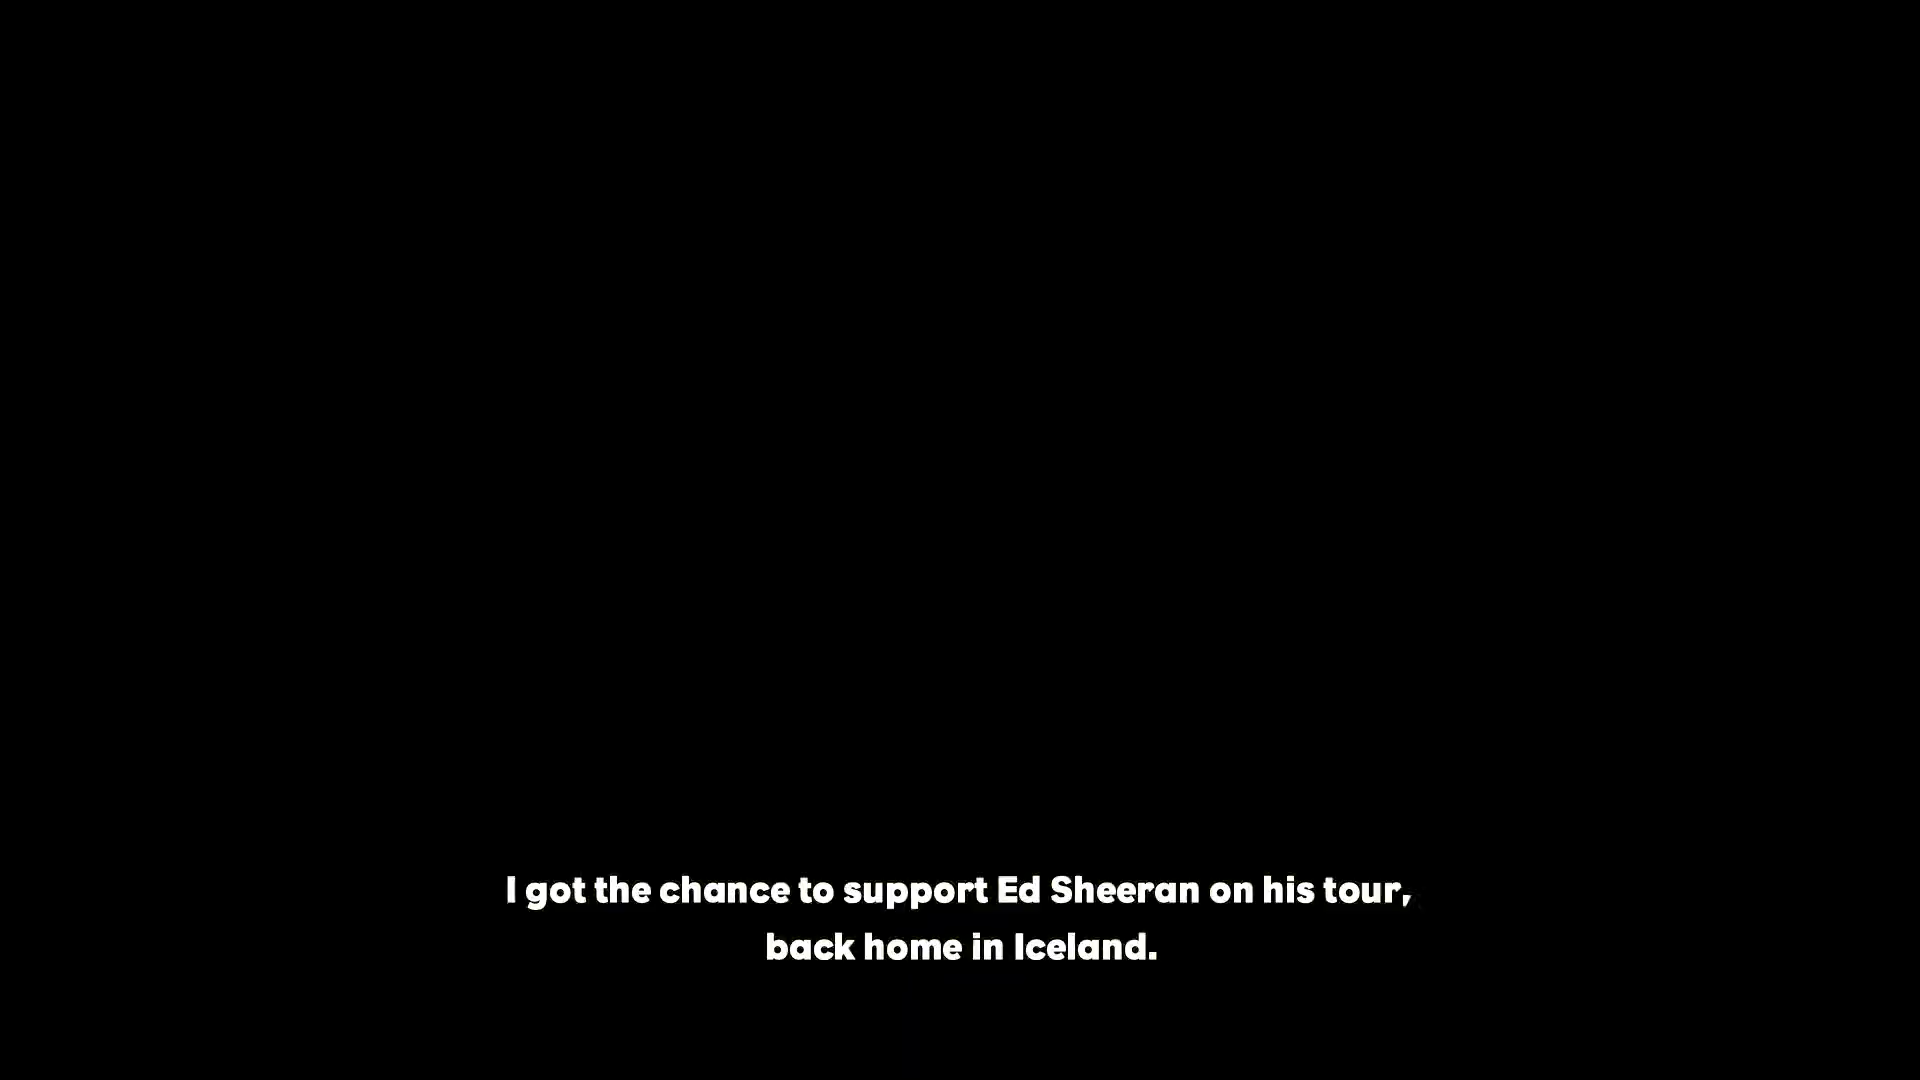 I got the chance to support Ed Sheeran on his tour,
back home in Iceland.